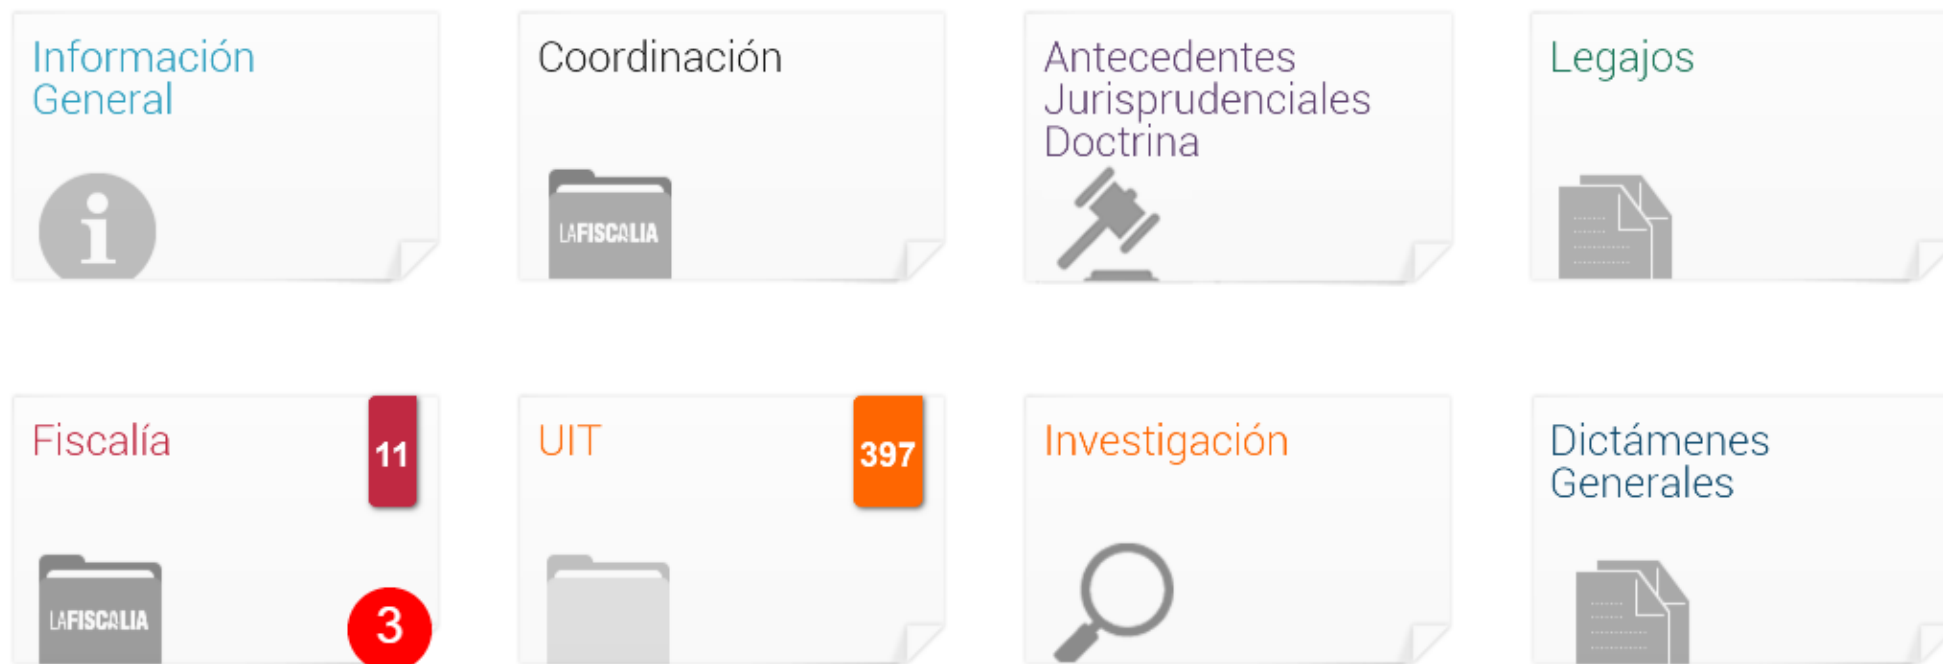 Información
General
Coordinación
LAFISCALIA
Antecedentes
Jurisprudenciales
Doctrina
Legajos
Fiscalía
11
LAFISCALIA
3
UIT
397
Investigación
Dictámenes
Generales